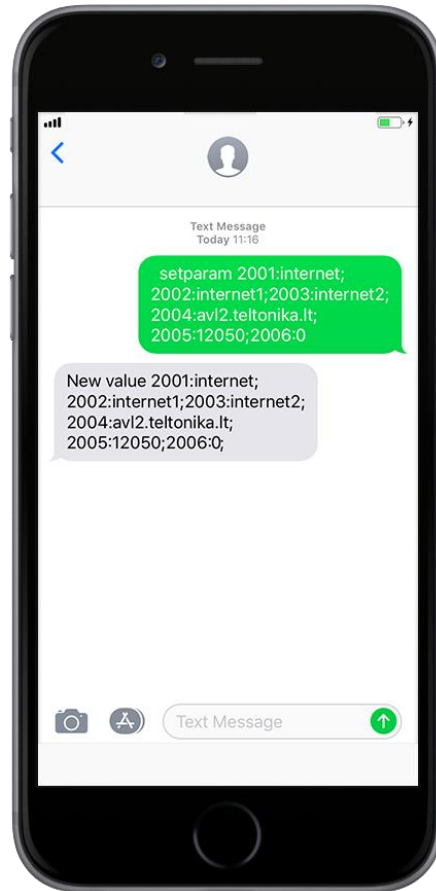 Text Message
Today 11:16
setparam 2001:internet;
2002:internet1;2003:internet2;
2004:avl2.teltonika.lt;
2005:12050;2006:0
New value 2001:internet;
2002:internet1;2003:internet2;
2004:avl2.teltonika.lt;
2005:12050;2006:0;
Text Message